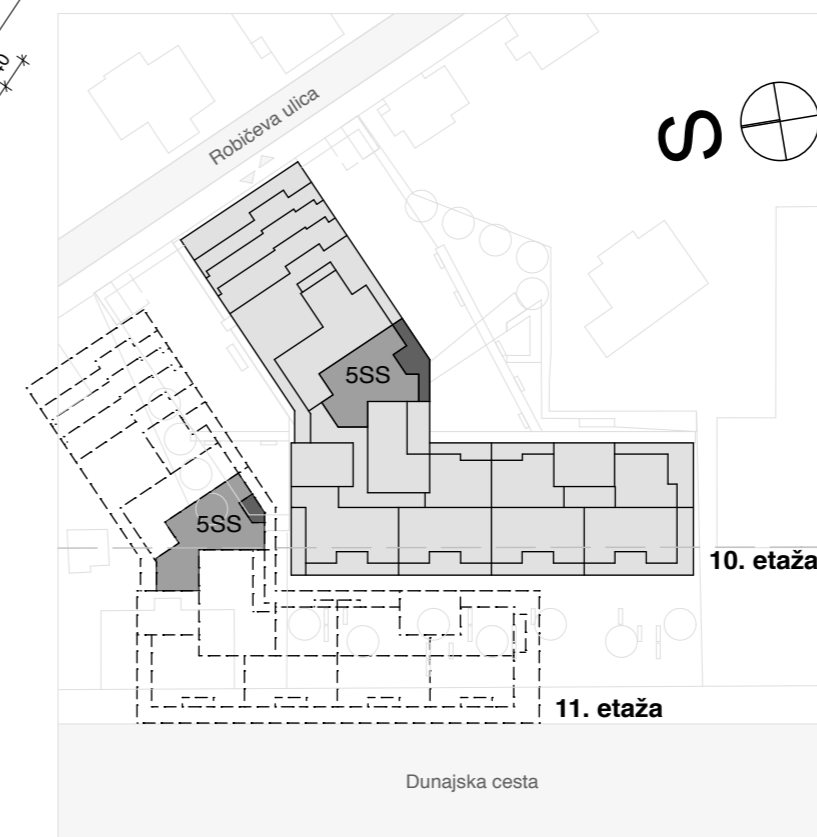 Robičeva ulica
S
5SS
5SS
10. etaža
11. etaža
Dunajska cesta